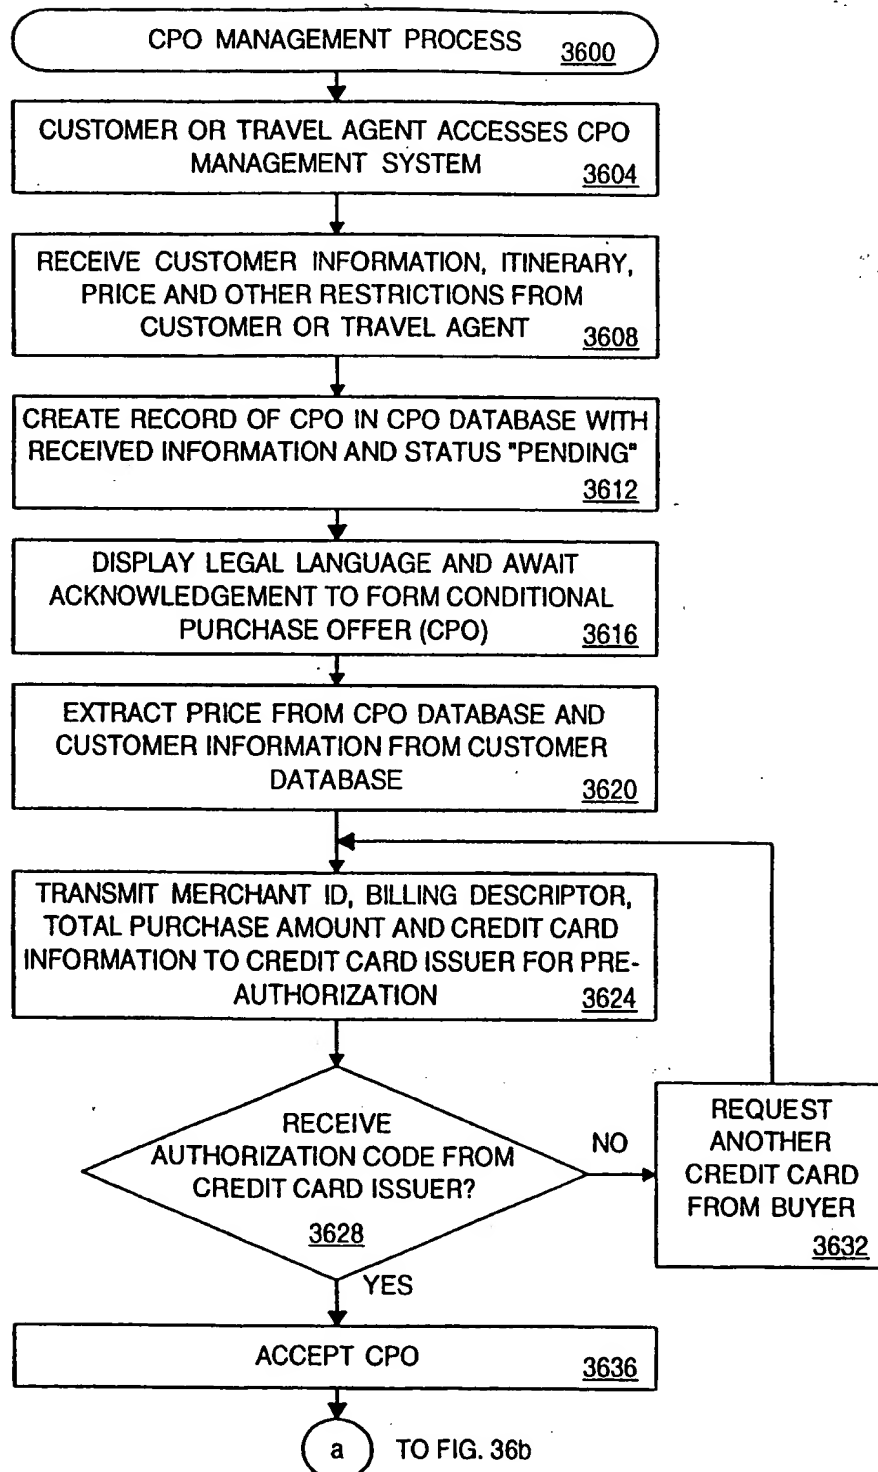 CPO MANAGEMENT PROCESS 3600
CUSTOMER OR TRAVEL AGENT ACCESSES CPO
MANAGEMENT SYSTEM
3604
RECEIVE CUSTOMER INFORMATION, ITINERARY,
PRICE AND OTHER RESTRICTIONS FROM
CUSTOMER OR TRAVEL AGENT
3608
CREATE RECORD OF CPO IN CPO DATABASE WITH
RECEIVED INFORMATION AND STATUS "PENDING"
3612
DISPLAY LEGAL LANGUAGE AND AWAIT
ACKNOWLEDGEMENT TO FORM CONDITIONAL
PURCHASE OFFER (CPO)
3616
EXTRACT PRICE FROM CPO DATABASE AND
CUSTOMER INFORMATION FROM CUSTOMER
DATABASE
3620
TRANSMIT MERCHANT ID, BILLING DESCRIPTOR,
TOTAL PURCHASE AMOUNT AND CREDIT CARD
INFORMATION TO CREDIT CARD ISSUER FOR PRE-
AUTHORIZATION
3624
RECEIVE
AUTHORIZATION CODE FROM
CREDIT CARD ISSUER?
3628
NO
REQUEST
ANOTHER
CREDIT CARD
FROM BUYER
3632
YES
ACCEPT CPO 3636
a TO FIG. 36b